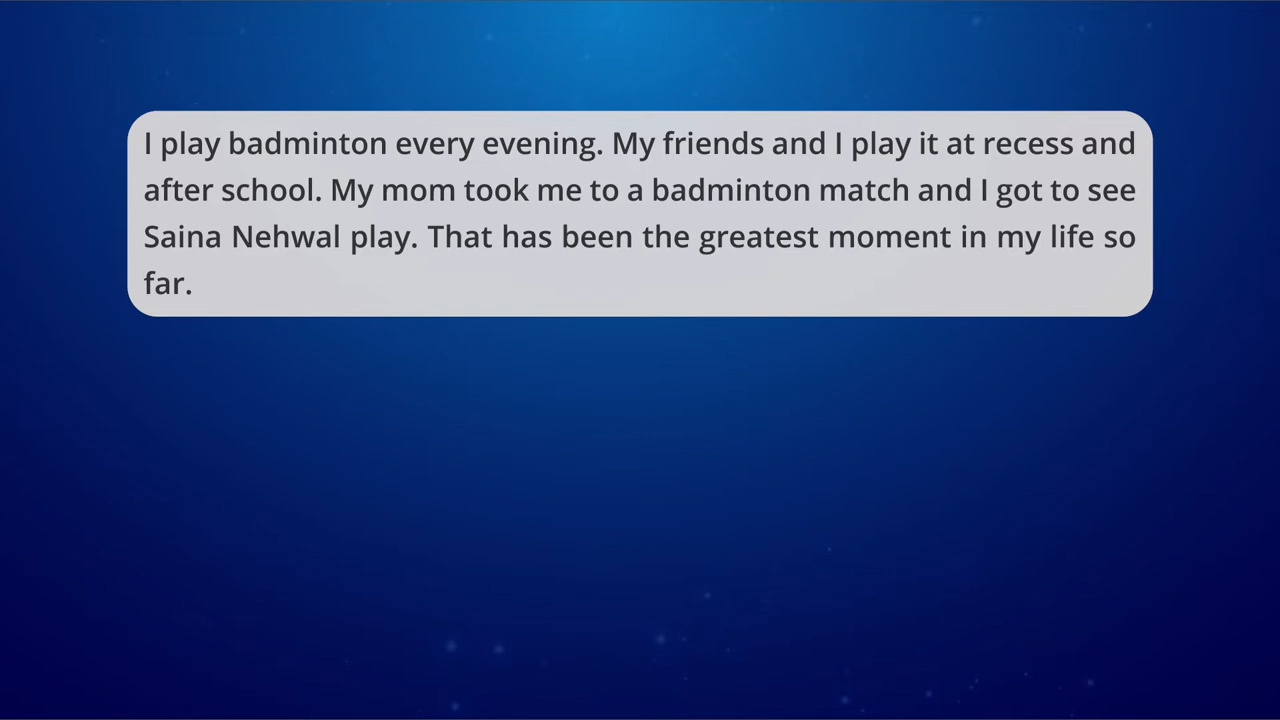 I play badminton every evening. My friends and I play it at recess and
after school. My mom took me to a badminton match and I got to see
Saina Nehwal play. That has been the greatest moment in my life so
far.